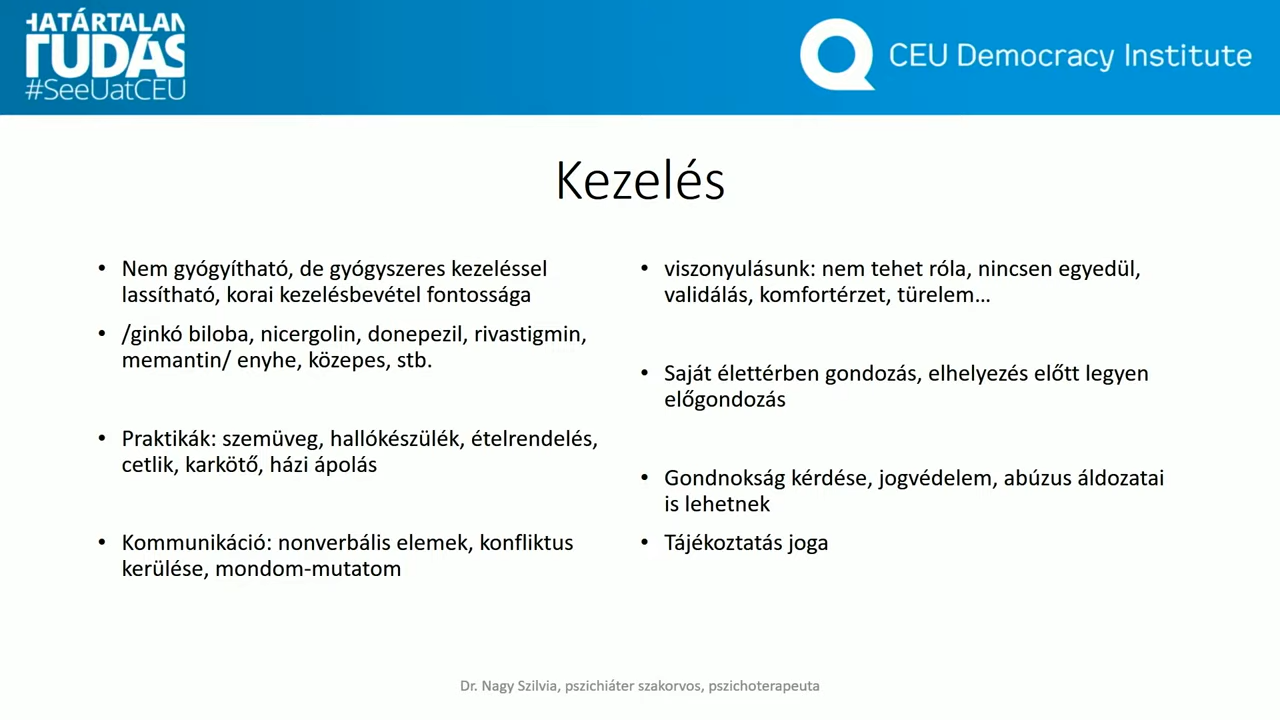 HATÁRTALAN
TUDÁS
#SeeUatCEU
CEU Democracy Institute
Kezelés
• Nem gyógyítható, de gyógyszeres kezeléssel
lassítható, korai kezelésbevétel fontossága
• /ginkó biloba, nicergolin, donepezil, rivastigmin,
memantin/ enyhe, közepes, stb.
• Praktikák: szemüveg, hallókészülék, ételrendelés,
cetlik, karkötő, házi ápolás
• Kommunikáció: nonverbális elemek, konfliktus
kerülése, mondom-mutatom
• viszonyulásunk: nem tehet róla, nincsen egyedül,
validálás, komfortérzet, türelem...
• Saját élettérben gondozás, elhelyezés előtt legyen
előgondozás
• Gondnokság kérdése, jogvédelem, abúzus áldozatai
is lehetnek
• Tájékoztatás joga
Dr. Nagy Szilvia, pszichiáter szakorvos, pszichoterapeuta